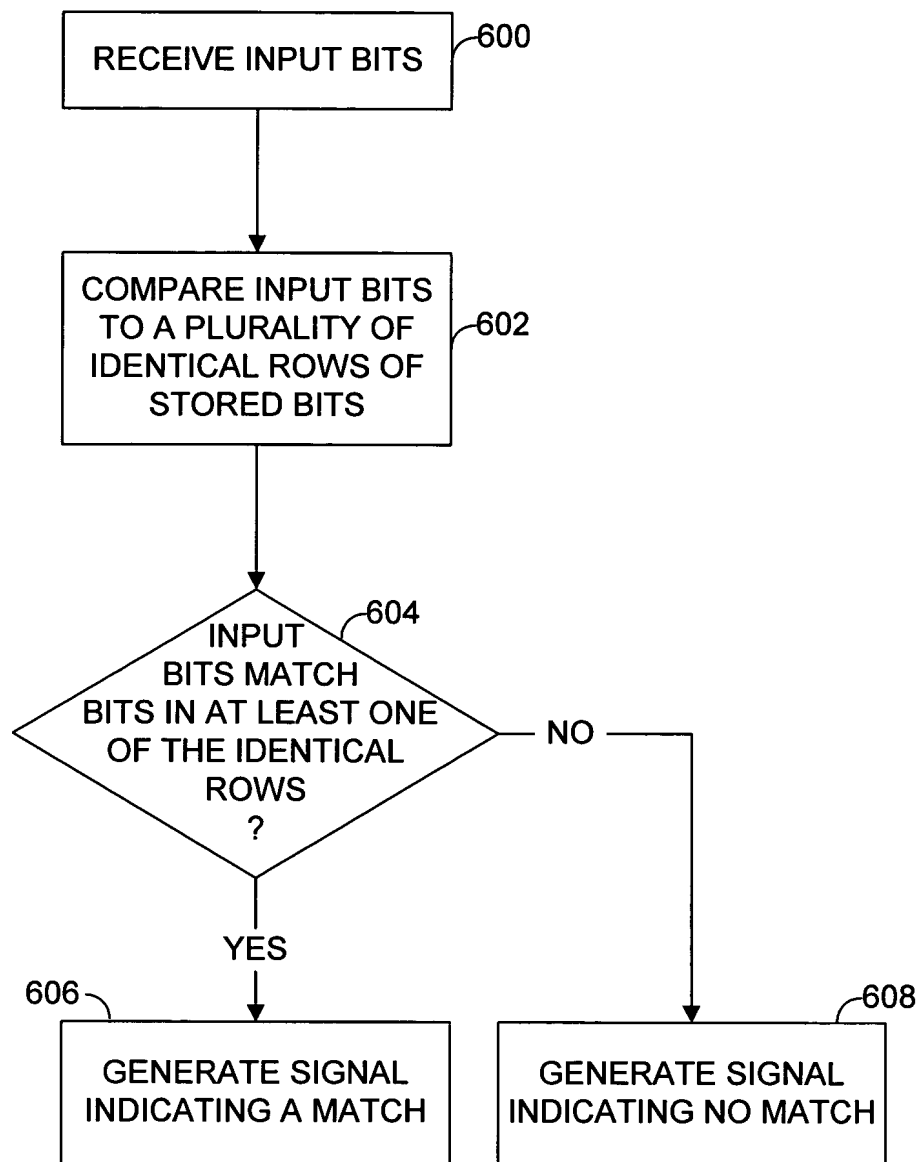 RECEIVE INPUT BITS
600
COMPARE INPUT BITS
TO A PLURALITY OF
IDENTICAL ROWS OF
STORED BITS
602
604
INPUT
BITS MATCH
BITS IN AT LEAST ONE
OF THE IDENTICAL
ROWS
?
NO
YES
606
GENERATE SIGNAL
INDICATING A MATCH
608
GENERATE SIGNAL
INDICATING NO MATCH